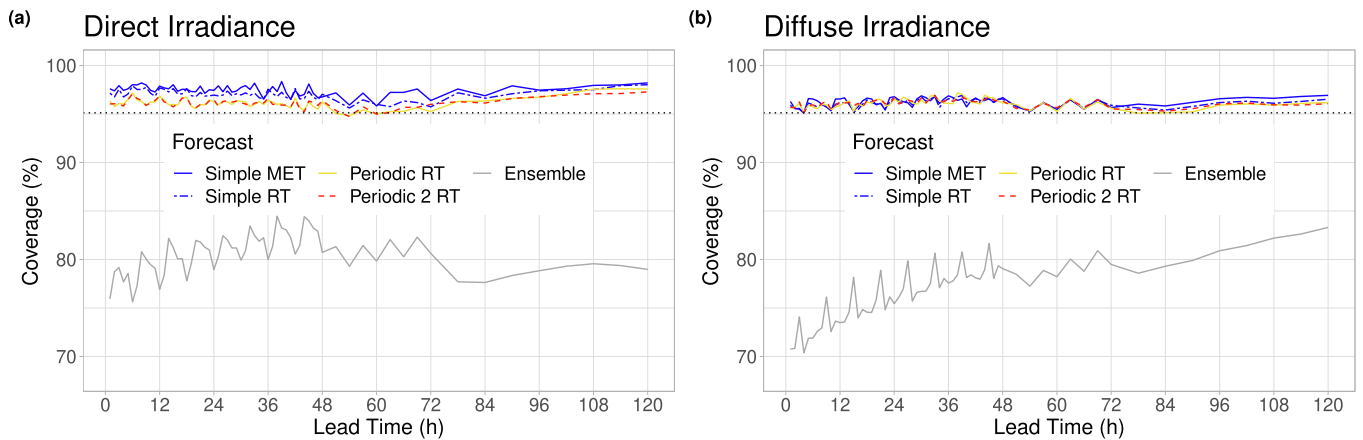 (a)
Direct Irradiance
100
90
80
70
Coverage (%)
Forecast
Simple MET Periodic RT Ensemble
Simple RT Periodic 2 RT
0 12 24 36 48 60 72 84 96 108 120
Lead Time (h)
(b)
Diffuse Irradiance
100
90
80
70
Coverage (%)
Forecast
Simple MET Periodic RT Ensemble
Simple RT Periodic 2 RT
0 12 24 36 48 60 72 84 96 108 120
Lead Time (h)